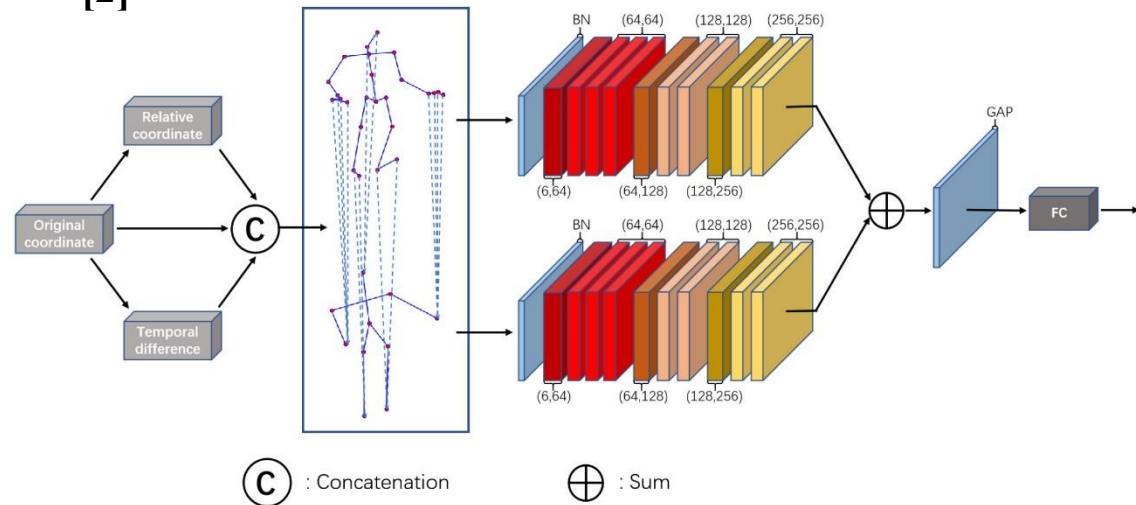 [2]
Relative
coordinate
Original
coordinate
Temporal
difference
C
BN
(64,64)
(128,128)
(256,256)
(6,64)
(64,128)
(128,256)
BN
(64,64)
(128,128)
(256,256)
(6,64)
(64,128)
(128,256)
GAP
FC
C : Concatenation
: Sum